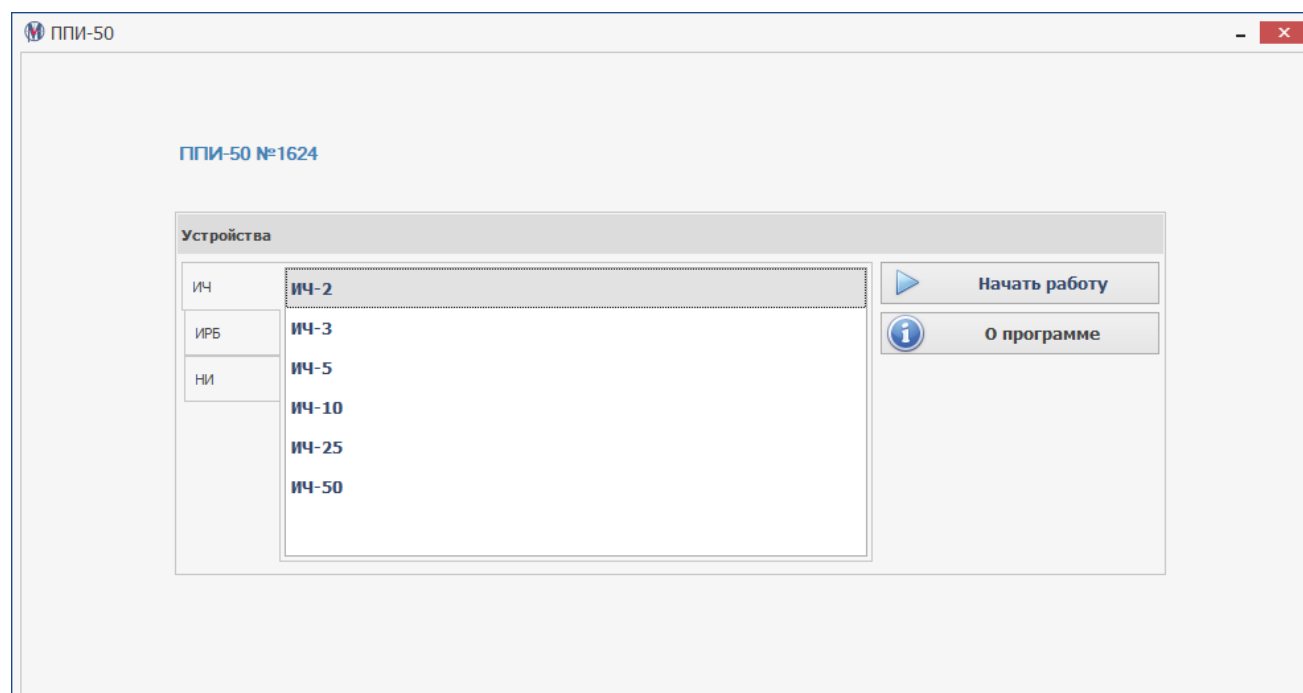 ППИ-50
ППИ-50 №1624
Устройства
ИЧ
ИРБ
НИ
ИЧ-2
ИЧ-3
ИЧ-5
ИЧ-10
ИЧ-25
ИЧ-50
Начать работу
О программе